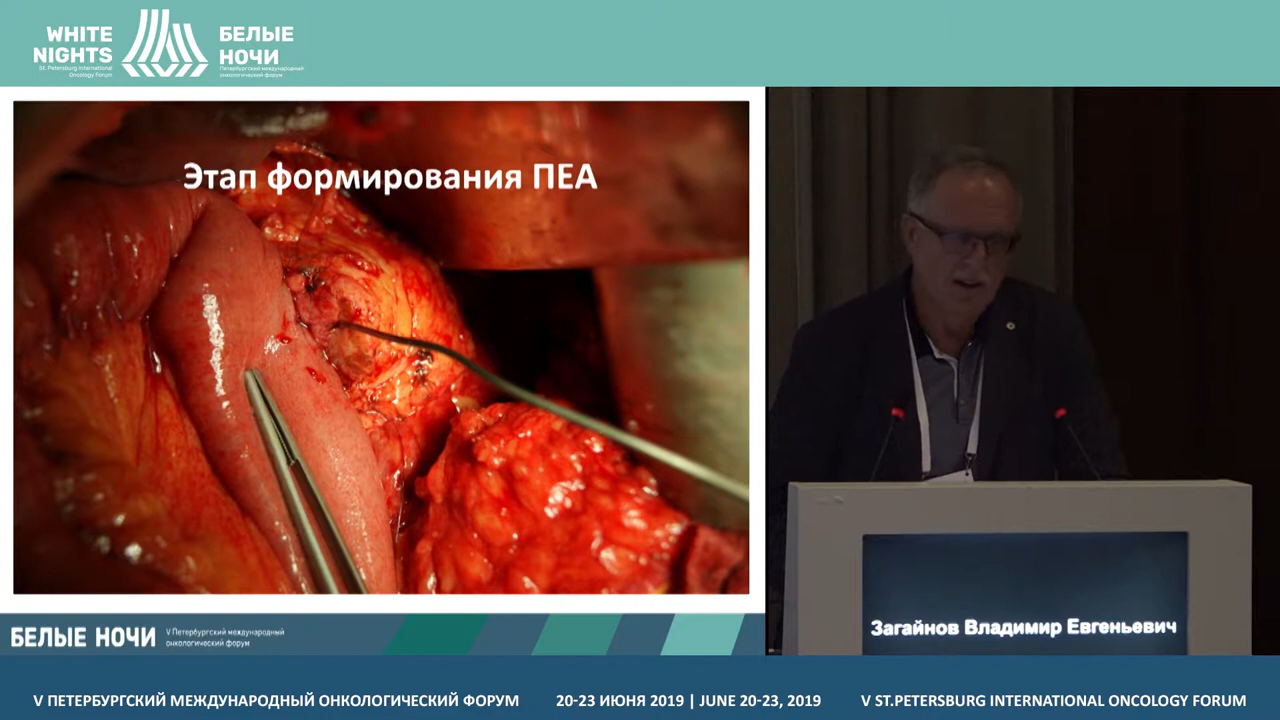 WHITE
NIGHTS
St. Petersburg International
Oncology Forum
БЕЛЫЕ
НОЧИ
Петербургский международный
онкологический форум
Этап формирования ПЕА
БЕЛЫЕ НОЧИ
V Петербургский международный
онкологический форум
Загайнов Владимир Евгеньевич
V ПЕТЕРБУРГСКИЙ МЕЖДУНАРОДНЫЙ ОНКОЛОГИЧЕСКИЙ ФОРУМ
20-23 ИЮНЯ 2019 | JUNE 20-23, 2019
V ST.PETERSBURG INTERNATIONAL ONCOLOGY FORUM